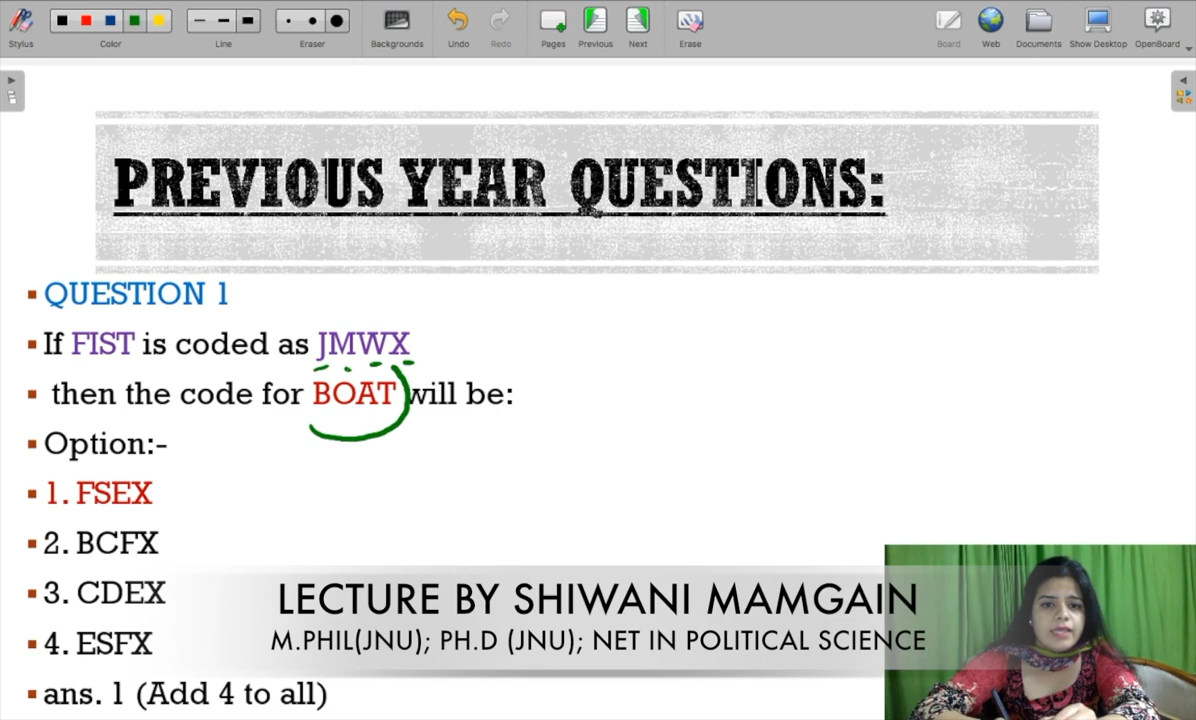 Stylus
Color
Line
Eraser
Backgrounds
Undo
Redo
Pages
Previous
Next
Erase
Board
Web
Documents
Show Desktop
OpenBoard
PREVIOUS YEAR QUESTIONS:
QUESTION 1
If FIST is coded as JMWX
then the code for BOAT will be:
Option:-
1. FSEX
2. BCFX
3. CDEX
4. ESFX
ans. 1 (Add 4 to all)
LECTURE BY SHIWANI MAMGAIN
M.PHIL(JNU); PH.D (JNU); NET IN POLITICAL SCIENCE